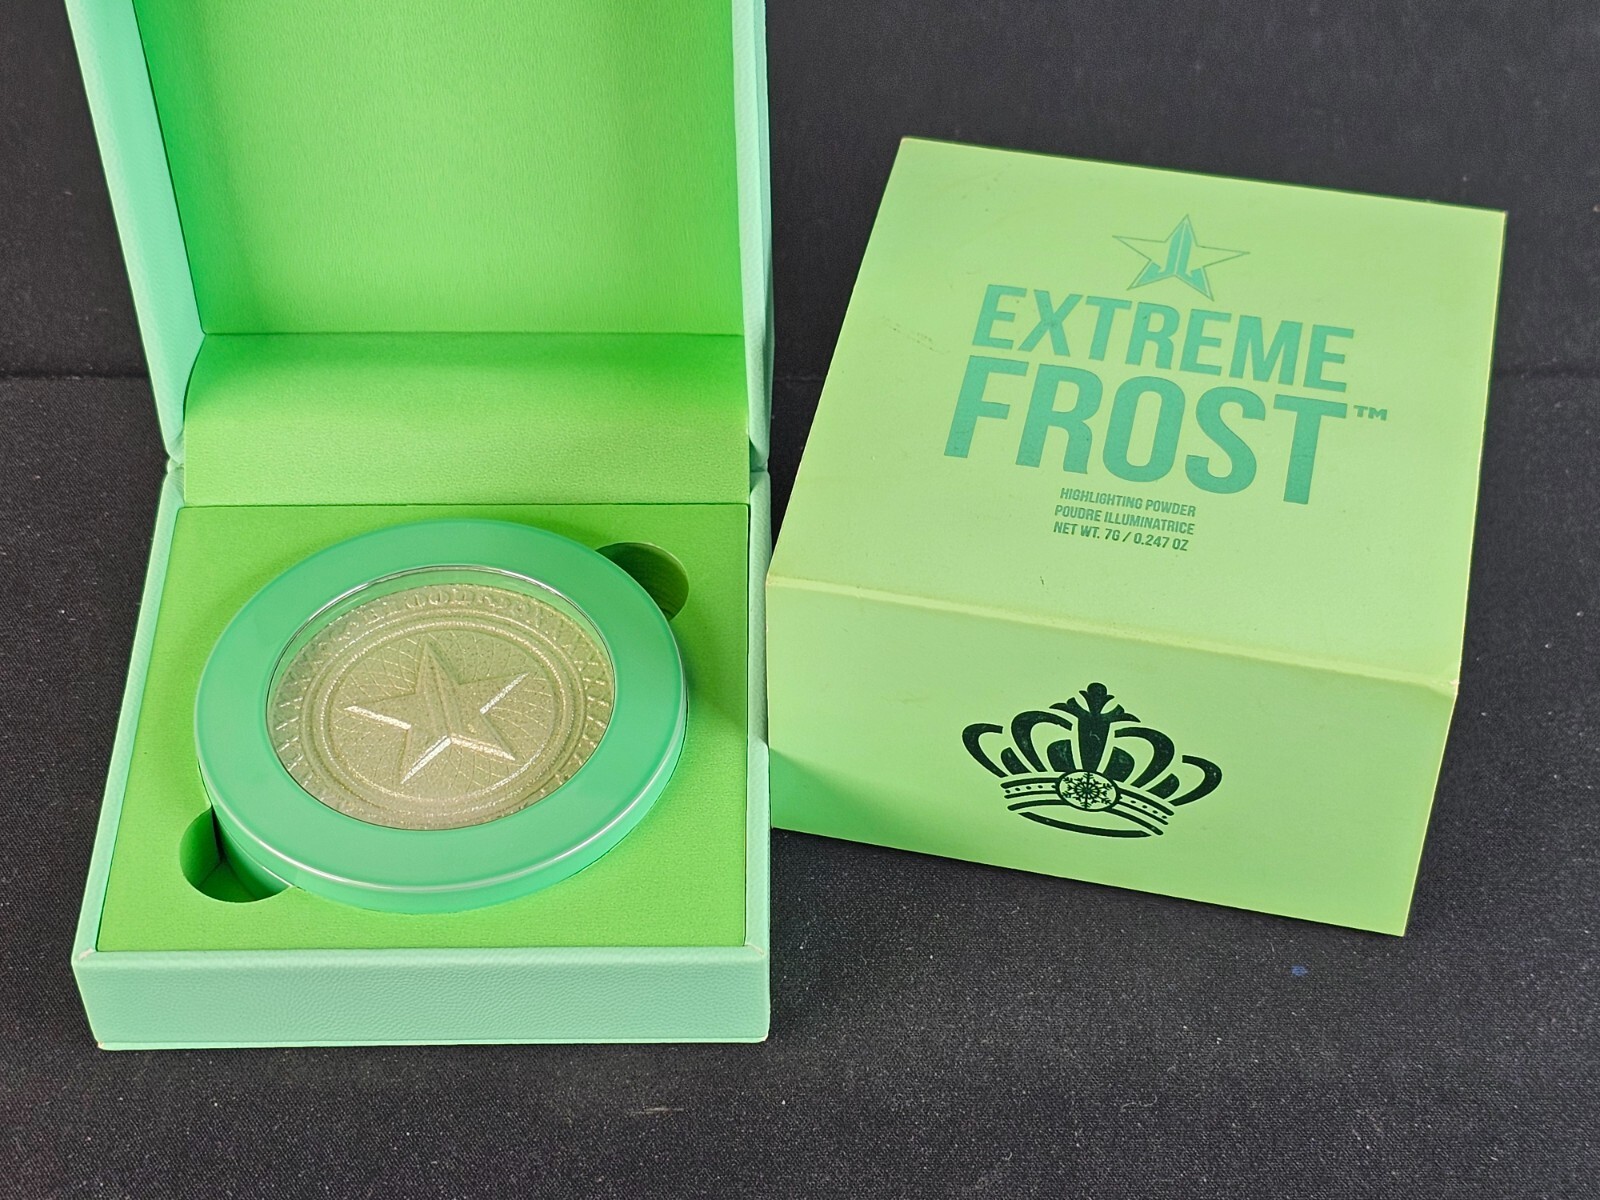 EXTREME
FROST™
HIGHLIGHTING POWDER
POUDRE ILLUMINATRICE
NET WT. 7G / 0.247 OZ